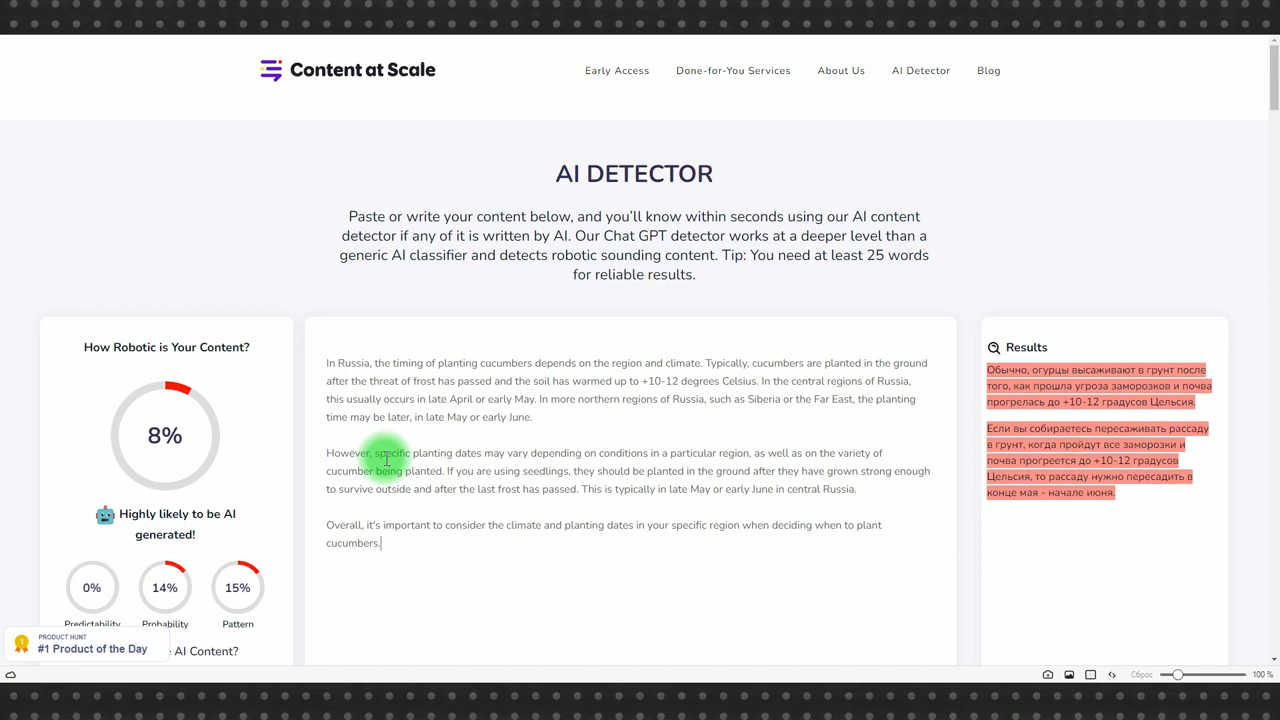 Content at Scale
Early Access Done-for-You Services About Us AI Detector Blog
AI DETECTOR
Paste or write your content below, and you'll know within seconds using our AI content
detector if any of it is written by AI. Our Chat GPT detector works at a deeper level than a
generic AI classifier and detects robotic sounding content. Tip: You need at least 25 words
for reliable results.
How Robotic is Your Content?
8%
Highly likely to be AI
generated!
0% 14% 15%
Predictability Probability Pattern
PRODUCT HUNT
#1 Product of the Day
AI Content?
In Russia, the timing of planting cucumbers depends on the region and climate. Typically, cucumbers are planted in the ground
after the threat of frost has passed and the soil has warmed up to +10-12 degrees Celsius. In the central regions of Russia,
this usually occurs in late April or early May. In more northern regions of Russia, such as Siberia or the Far East, the planting
time may be later, in late May or early June.
However, specific planting dates may vary depending on conditions in a particular region, as well as on the variety of
cucumber being planted. If you are using seedlings, they should be planted in the ground after they have grown strong enough
to survive outside and after the last frost has passed. This is typically in late May or early June in central Russia.
Overall, it's important to consider the climate and planting dates in your specific region when deciding when to plant
cucumbers.
Results
Обычно, огурцы высаживают в грунт после
того, как прошла угроза заморозков и почва
прогрелась до +10-12 градусов Цельсия.
Если вы собираетесь пересаживать рассаду
в грунт, когда пройдут все заморозки и
почва прогреется до +10-12 градусов
Цельсия, то рассаду нужно пересадить в
конце мая - начале июня.
Сброс 100 %